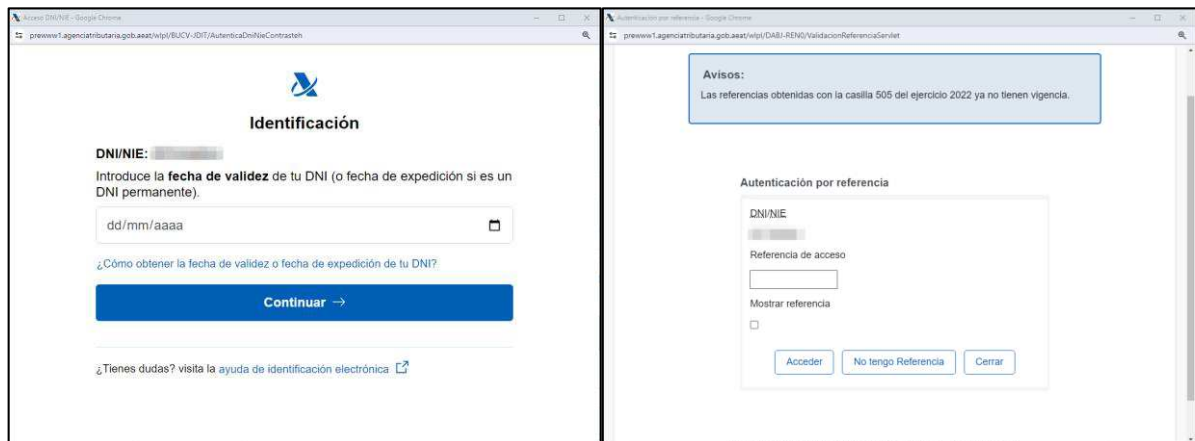 Acceso DNI/NIE - Google Chrome
prewww1.agenciatributaria.gob.aeat/wlpl/BUCV-JDIT/AutenticaDniNieContrasteh
Identificación
DNI/NIE:
Introduce la fecha de validez de tu DNI (o fecha de expedición si es un
DNI permanente).
dd/mm/aaaa
¿Cómo obtener la fecha de validez o fecha de expedición de tu DNI?
Continuar →
¿Tienes dudas? visita la ayuda de identificación electrónica
Autenticación por referencia - Google Chrome
prewww1.agenciatributaria.gob.aeat/wlpl/DABJ-REN0/ValidacionReferenciaServlet
Avisos:
Las referencias obtenidas con la casilla 505 del ejercicio 2022 ya no tienen vigencia.
Autenticación por referencia
DNI/NIE
Referencia de acceso
Mostrar referencia
Acceder
No tengo Referencia
Cerrar